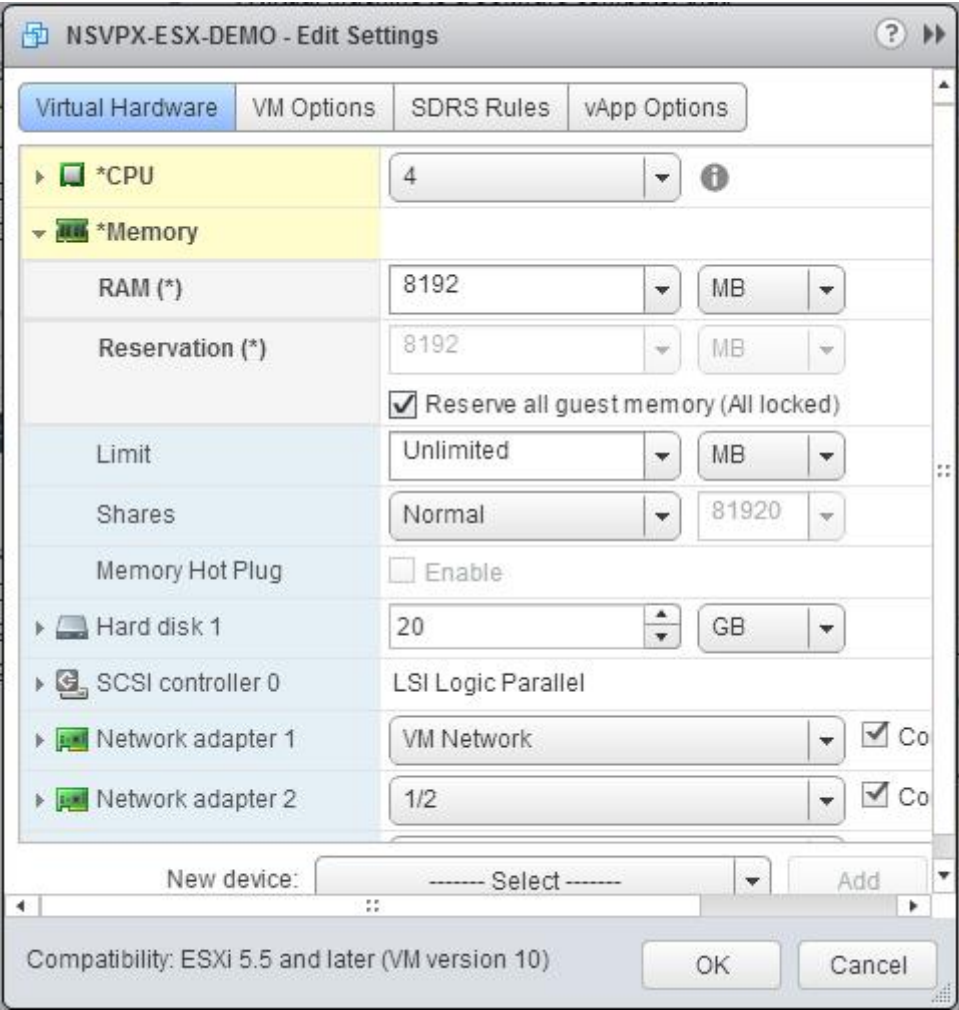 NSVPX-ESX-DEMO - Edit Settings ?
Virtual Hardware VM Options SDRS Rules vApp Options
*CPU 4
*Memory
RAM (*) 8192 MB
Reservation (*) 8192 MB
Reserve all guest memory (All locked)
Limit Unlimited MB
Shares Normal 81920
Memory Hot Plug Enable
Hard disk 1 20 GB
SCSI controller 0 LSI Logic Parallel
Network adapter 1 VM Network Co
Network adapter 2 1/2 Co
New device: ------- Select ------- Add
Compatibility: ESXi 5.5 and later (VM version 10) OK Cancel